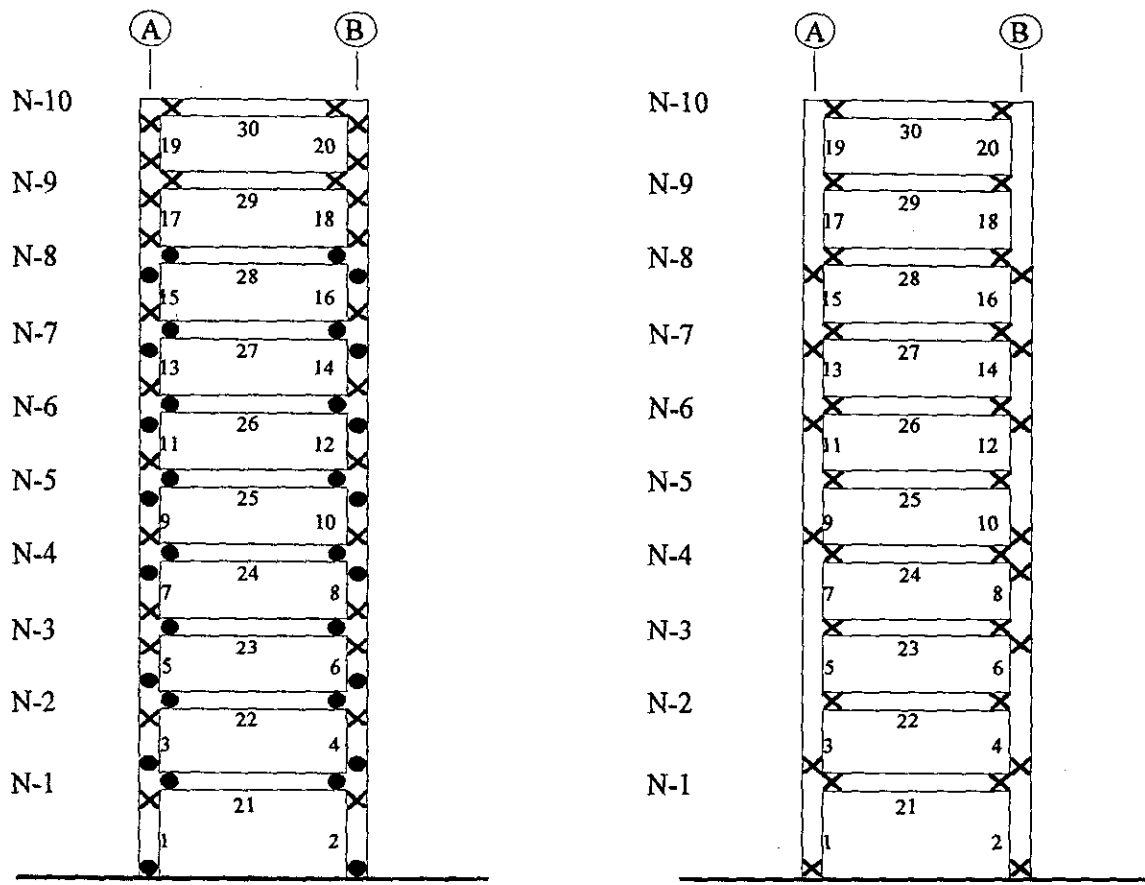 A B A B
N-10 30 N-10 30
19 20 19 20
N-9 29 N-9 29
17 18 17 18
N-8 28 N-8 28
15 16 15 16
N-7 27 N-7 27
13 14 13 14
N-6 26 N-6 26
11 12 11 12
N-5 25 N-5 25
9 10 9 10
N-4 24 N-4 24
7 8 7 8
N-3 23 N-3 23
5 6 5 6
N-2 22 N-2 22
3 4 3 4
N-1 21 N-1 21
1 2 1 2